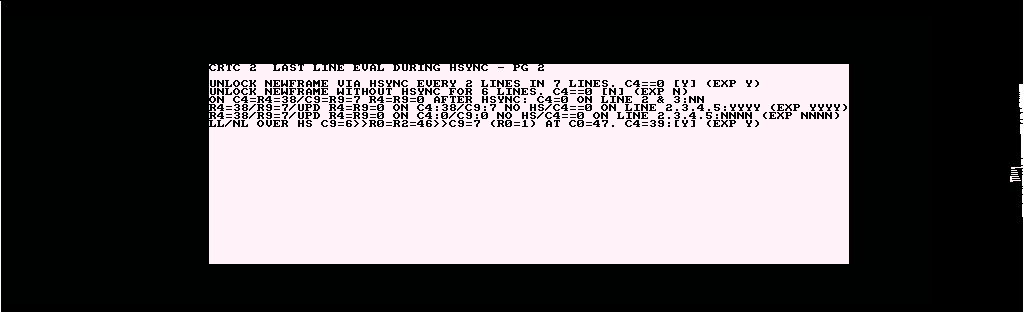 CRTC 2  LAST LINE EVAL DURING HSYNC - PG 2
UNLOCK NEWFRAME VIA HSYNC EVERY 2 LINES IN 7 LINES. C4==0 [Y] (EXP Y)
UNLOCK NEWFRAME WITHOUT HSYNC FOR 6 LINES. C4==0 [N] (EXP N)
ON C4=R4=38/C9=R9=7 R4=R9=0 AFTER HSYNC: C4=0 ON LINE 2 & 3:NN
R4=38/R9=7/UPD R4=R9=0 ON C4:38/C9:7 NO HS/C4==0 ON LINE 2.3.4.5:YYYY (EXP YYYY)
R4=38/R9=7/UPD R4=R9=0 ON C4:0/C9:0 NO HS/C4==0 ON LINE 2.3.4.5:NNNN (EXP NNNN)
LL/NL OVER HS C9=6>>R0=R2=46>>C9=7 (R0=1) AT C0=47. C4=39:[Y] (EXP Y)